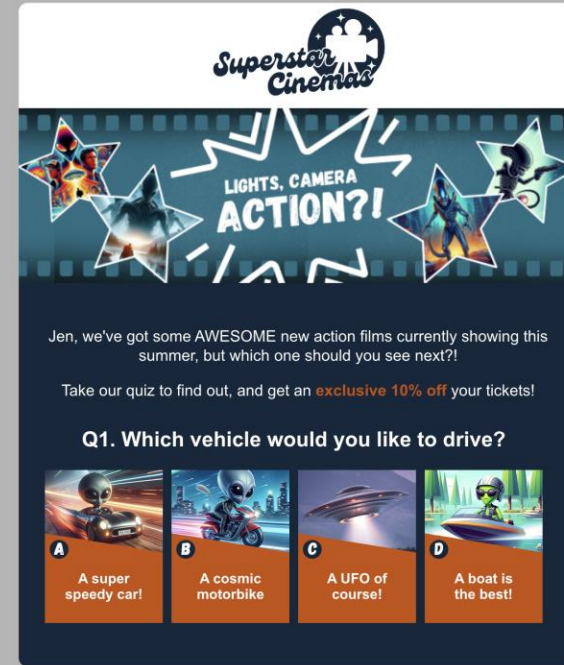 Superstar
Cinemas
LIGHTS, CAMERA
ACTION?!
Jen, we've got some AWESOME new action films currently showing this
summer, but which one should you see next?!
Take our quiz to find out, and get an exclusive 10% off your tickets!
Q1. Which vehicle would you like to drive?
A
A super
speedy car!
B
A cosmic
motorbike
C
A UFO of
course!
D
A boat is
the best!